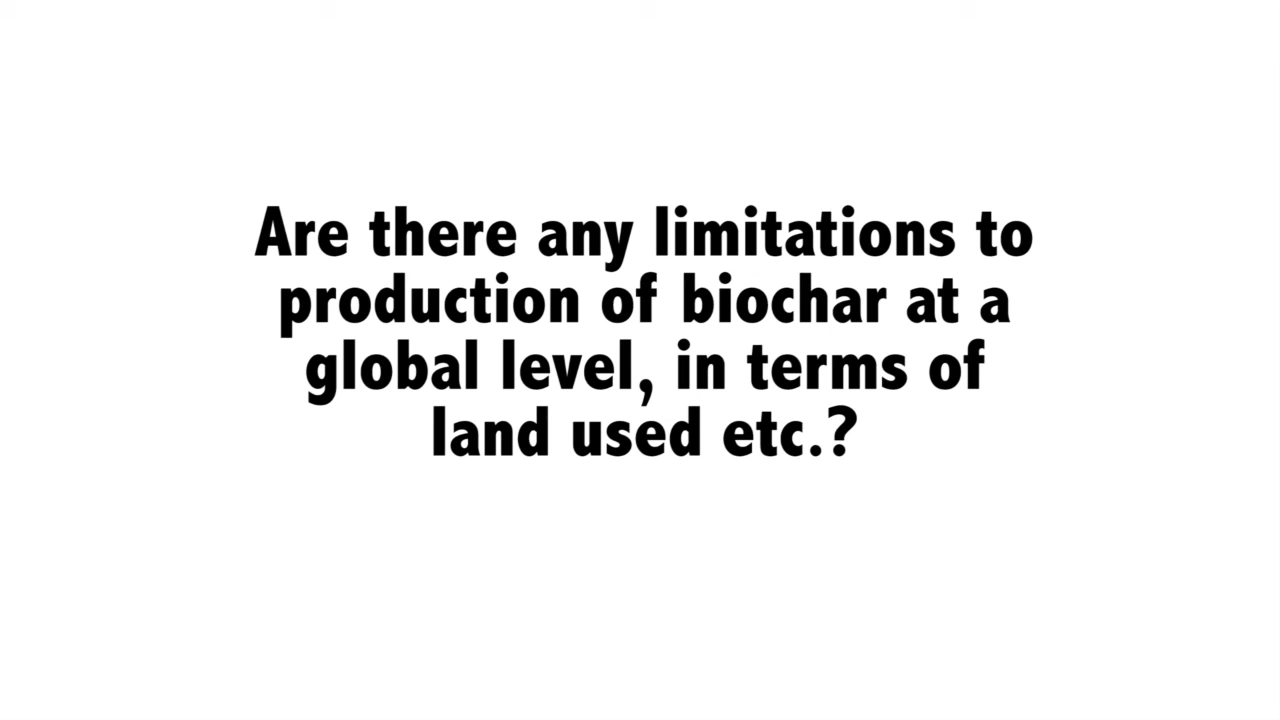 Are there any limitations to
production of biochar at a
global level, in terms of
land used etc.?